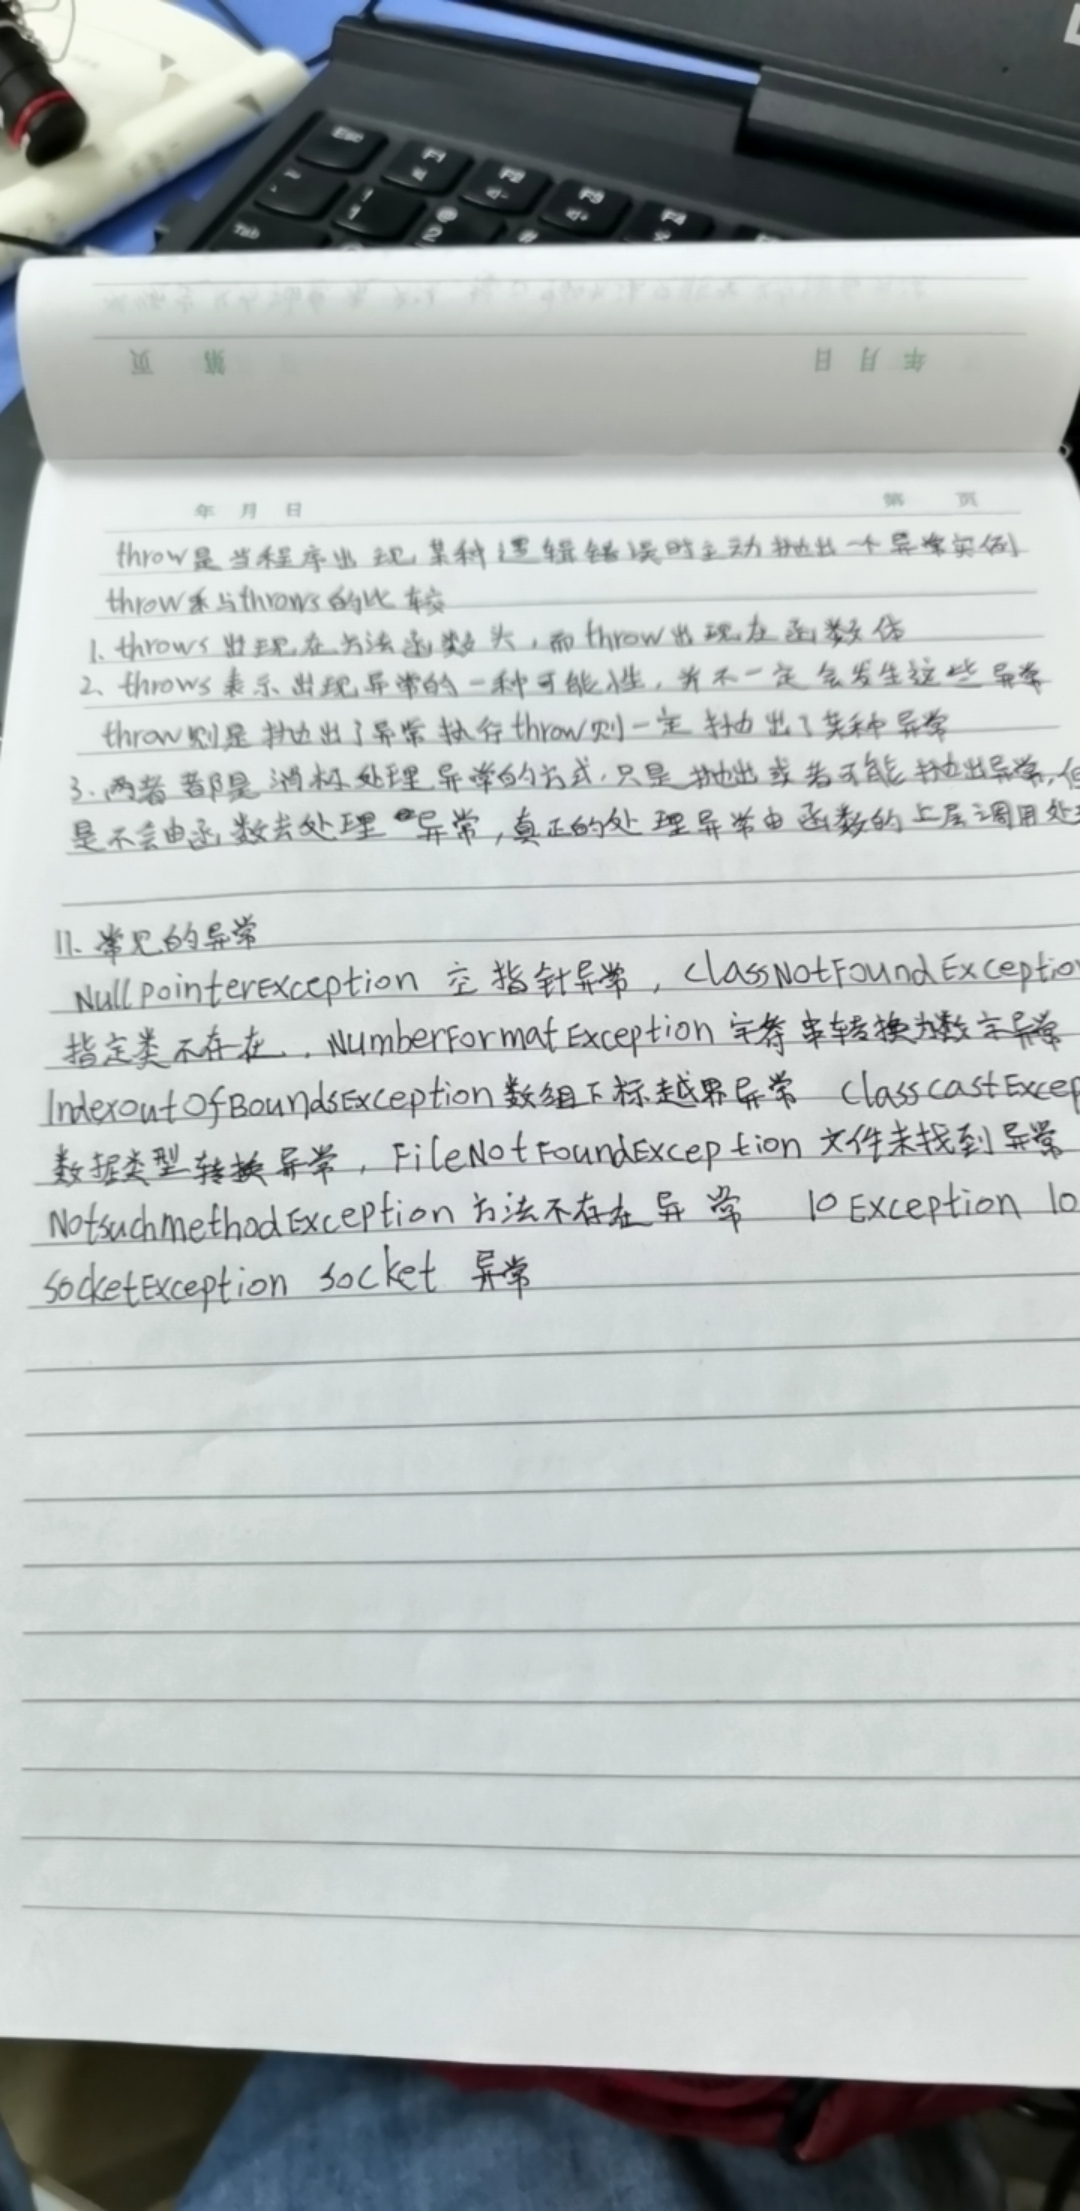 Esc F1 F2 F3 F4
Tab 1 2
年 月 日 第 页
throw是当程序出现某种逻辑错误时主动抛出一个异常实例
throw与throws的比较
1. throws出现在方法函数头，而throw出现在函数体
2. throws表示出现异常的一种可能性，并不一定会发生这些异常
throw则是抛出了异常执行throw则一定抛出了某种异常
3. 两者都是消极处理异常的方式，只是抛出或者可能抛出异常，但
是不会由函数去处理异常，真正的处理异常由函数的上层调用处理
11. 常见的异常
NullpointerException 空指针异常，ClassNotFoundExceptio
指定类不存在，NumberFormatException 字符串转换为数字异常
IndexoutOfBoundsException 数组下标越界异常 ClasscastExcep
数据类型转换异常，FileNotFoundException 文件未找到异常
NotsuchmethodException 方法不存在异常 IOException IO
SocketException socket 异常